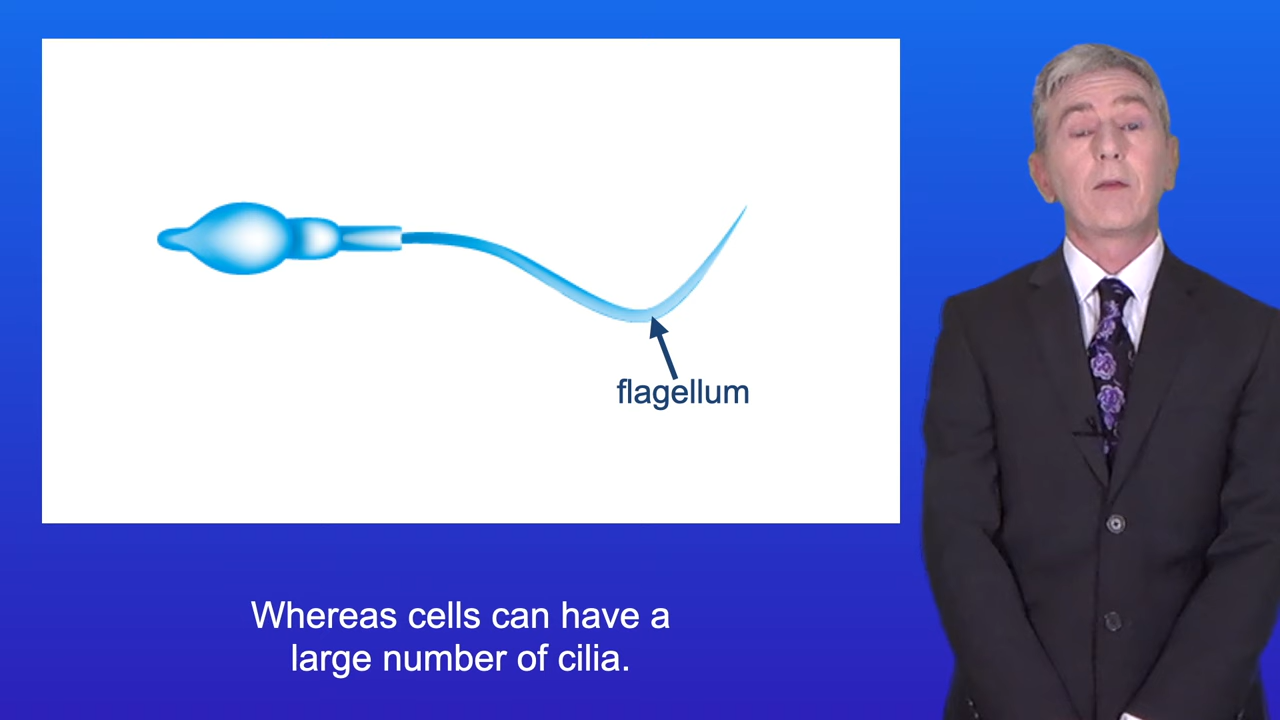 flagellum
Whereas cells can have a
large number of cilia.